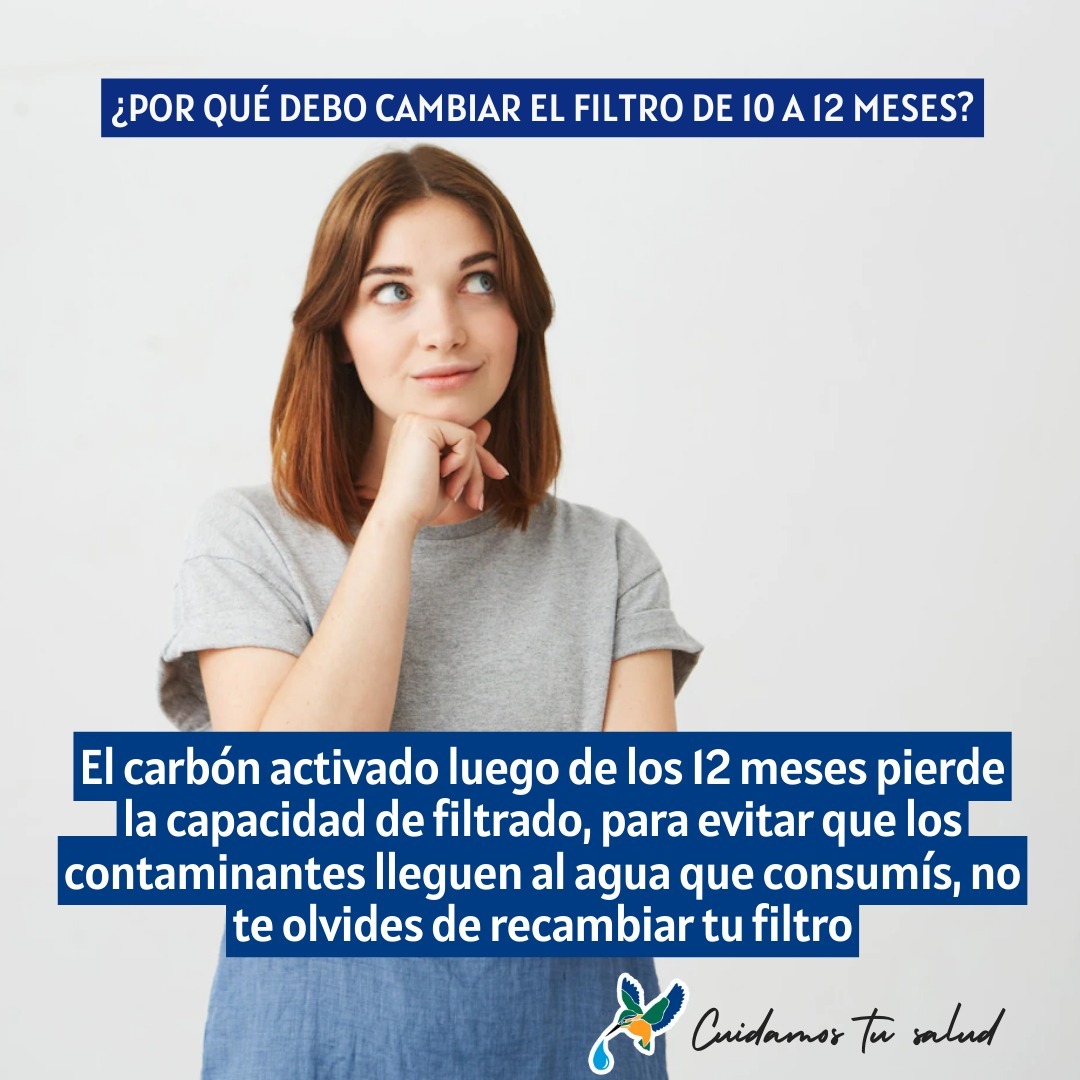 ¿POR QUÉ DEBO CAMBIAR EL FILTRO DE 10 A 12 MESES?
El carbón activado luego de los 12 meses pierde
la capacidad de filtrado, para evitar que los
contaminantes lleguen al agua que consumís, no
te olvides de recambiar tu filtro
Cuidamos tu salud